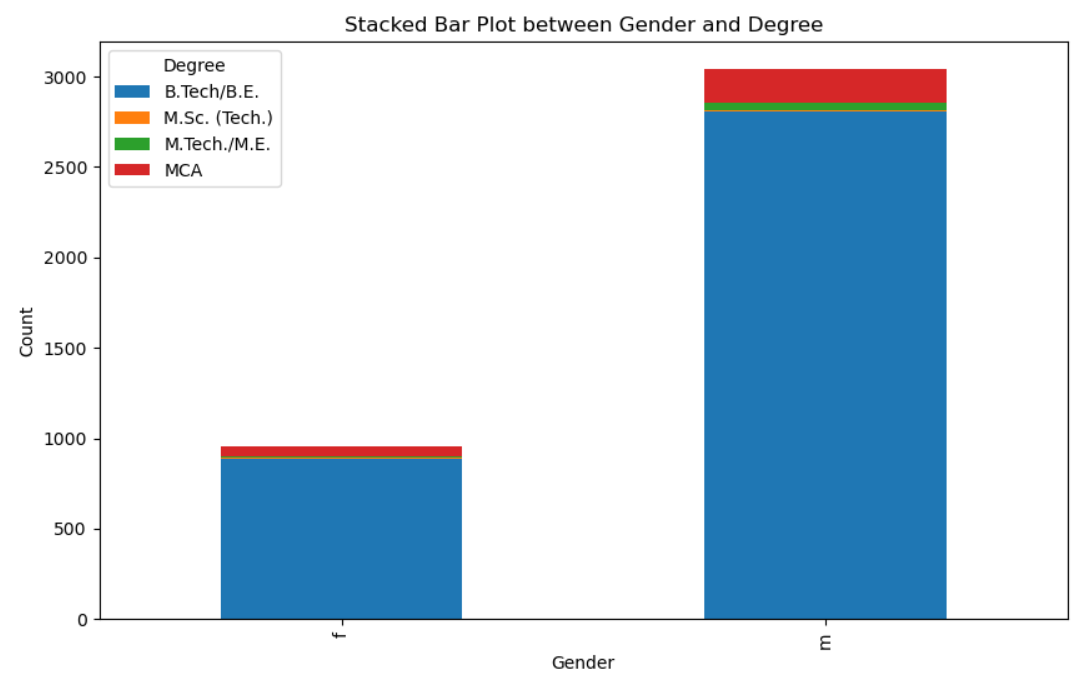 Stacked Bar Plot between Gender and Degree
Degree
B.Tech/B.E.
M.Sc. (Tech.)
M.Tech./M.E.
MCA
3000
2500
2000
1500
1000
500
0
Count
f
m
Gender